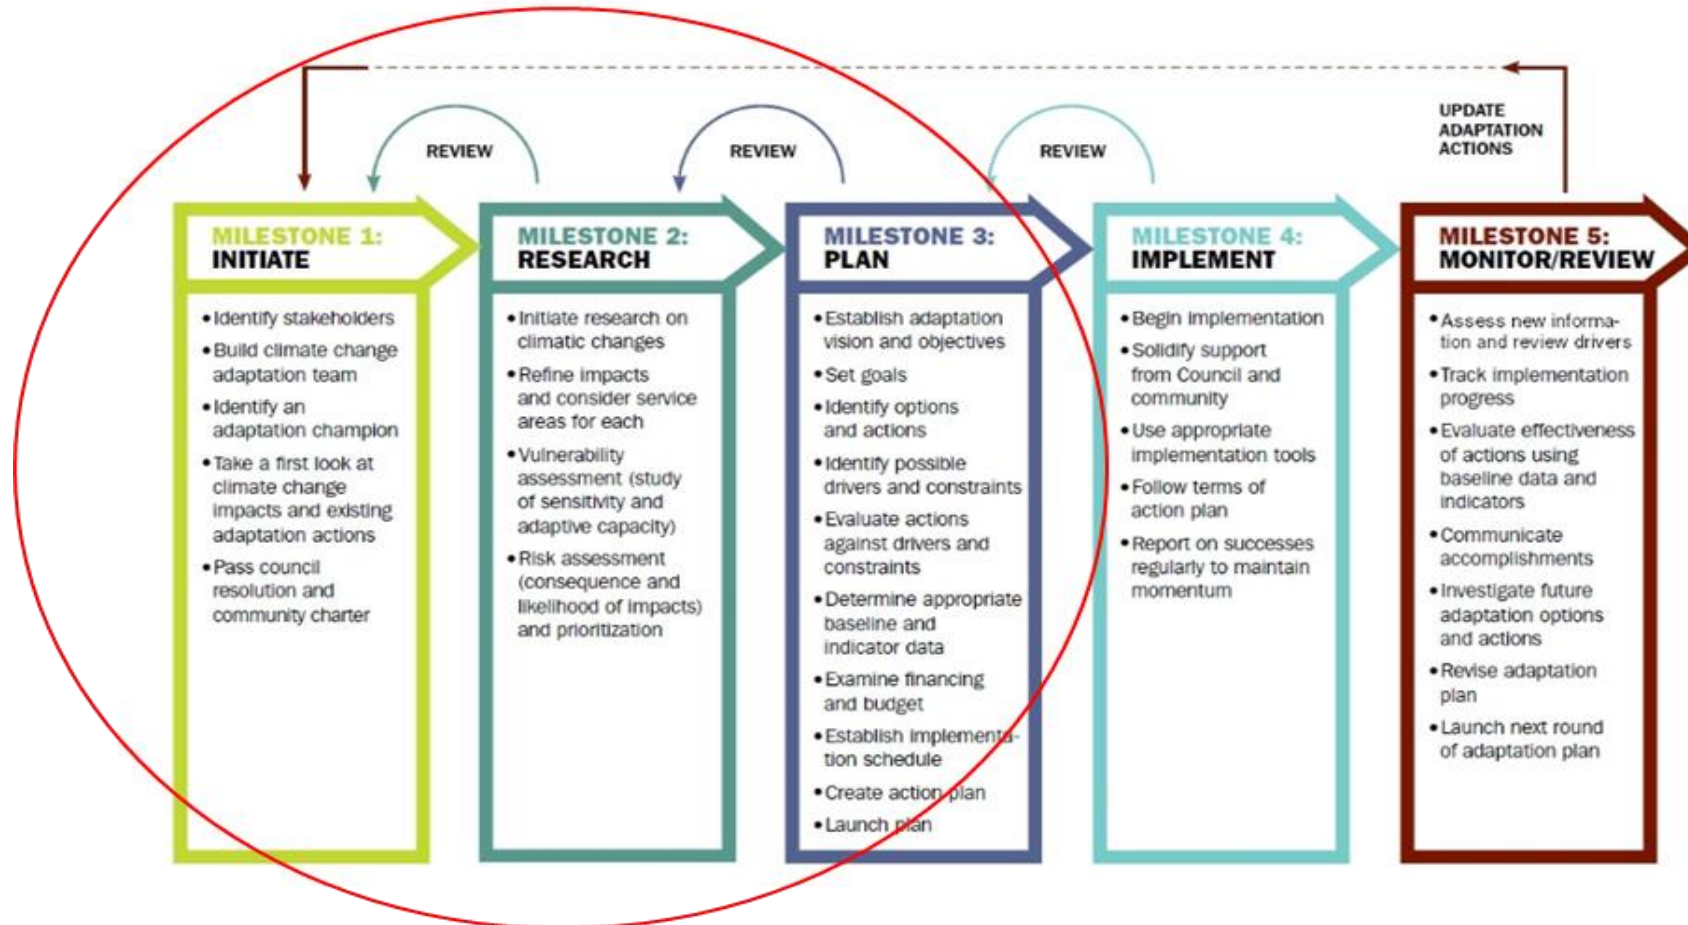 UPDATE
ADAPTATION
ACTIONS
REVIEW
REVIEW
REVIEW
MILESTONE 1:
INITIATE
• Identify stakeholders
• Build climate change
adaptation team
• Identify an
adaptation champion
• Take a first look at
climate change
impacts and existing
adaptation actions
• Pass council
resolution and
community charter
MILESTONE 2:
RESEARCH
• Initiate research on
climatic changes
• Refine impacts
and consider service
areas for each
• Vulnerability
assessment (study
of sensitivity and
adaptive capacity)
• Risk assessment
(consequence and
likelihood of impacts)
and prioritization
MILESTONE 3:
PLAN
• Establish adaptation
vision and objectives
• Set goals
• Identify options
and actions
• Identify possible
drivers and constraints
• Evaluate actions
against drivers and
constraints
• Determine appropriate
baseline and
indicator data
• Examine financing
and budget
• Establish implementa-
tion schedule
• Create action plan
• Launch plan
MILESTONE 4:
IMPLEMENT
• Begin implementation
• Solidify support
from Council and
community
• Use appropriate
implementation tools
• Follow terms of
action plan
• Report on successes
regularly to maintain
momentum
MILESTONE 5:
MONITOR/REVIEW
• Assess new informa-
tion and review drivers
• Track implementation
progress
• Evaluate effectiveness
of actions using
baseline data and
indicators
• Communicate
accomplishments
• Investigate future
adaptation options
and actions
• Revise adaptation
plan
• Launch next round
of adaptation plan